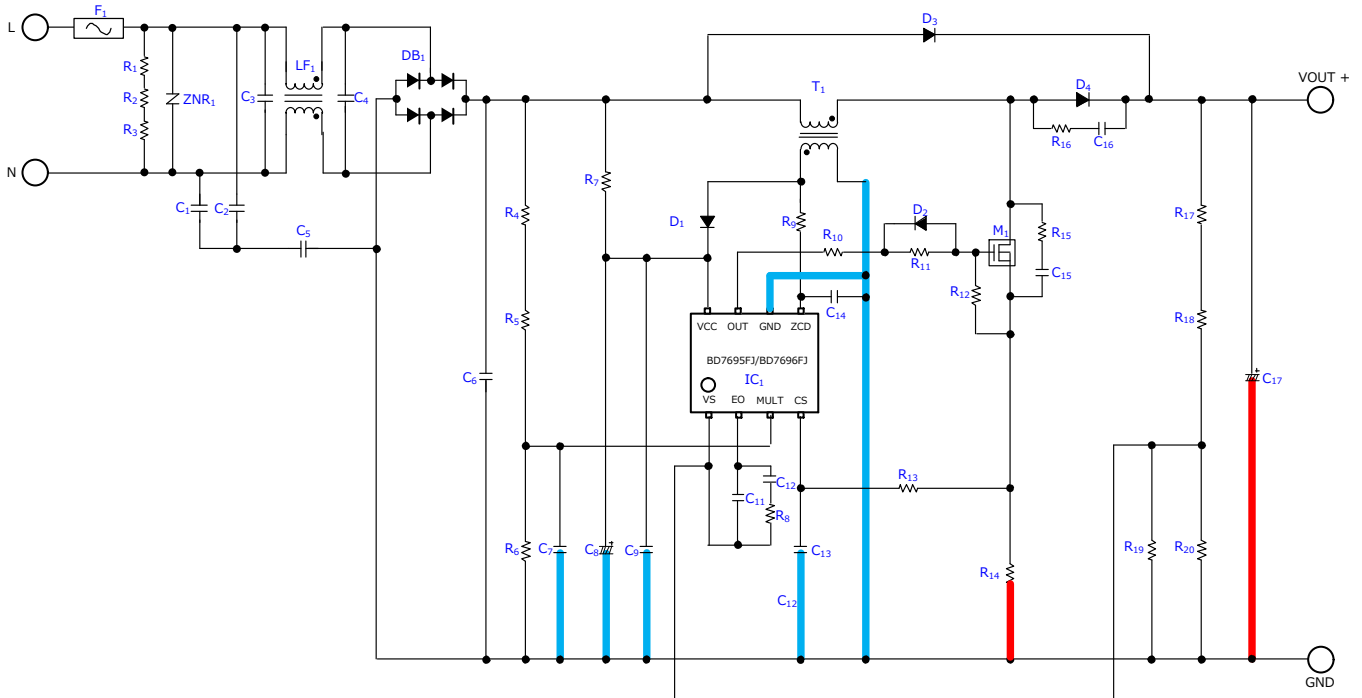 F1
L
D3
R1
LF1
DB1
D4
VOUT +
T1
R2
ZNR1
C3
C4
R3
R16
C16
N
R7
C1
C2
R4
D1
R9
D2
R17
C5
R10
M1
R15
R11
C15
R12
C14
R5
R18
VCC
OUT
GND
ZCD
BD7695FJ/BD7696FJ
C6
IC1
C17
VS
EO
MULT
CS
R13
C12
C11
R8
R6
C7
C8
C9
C13
R19
R20
R14
C12
GND